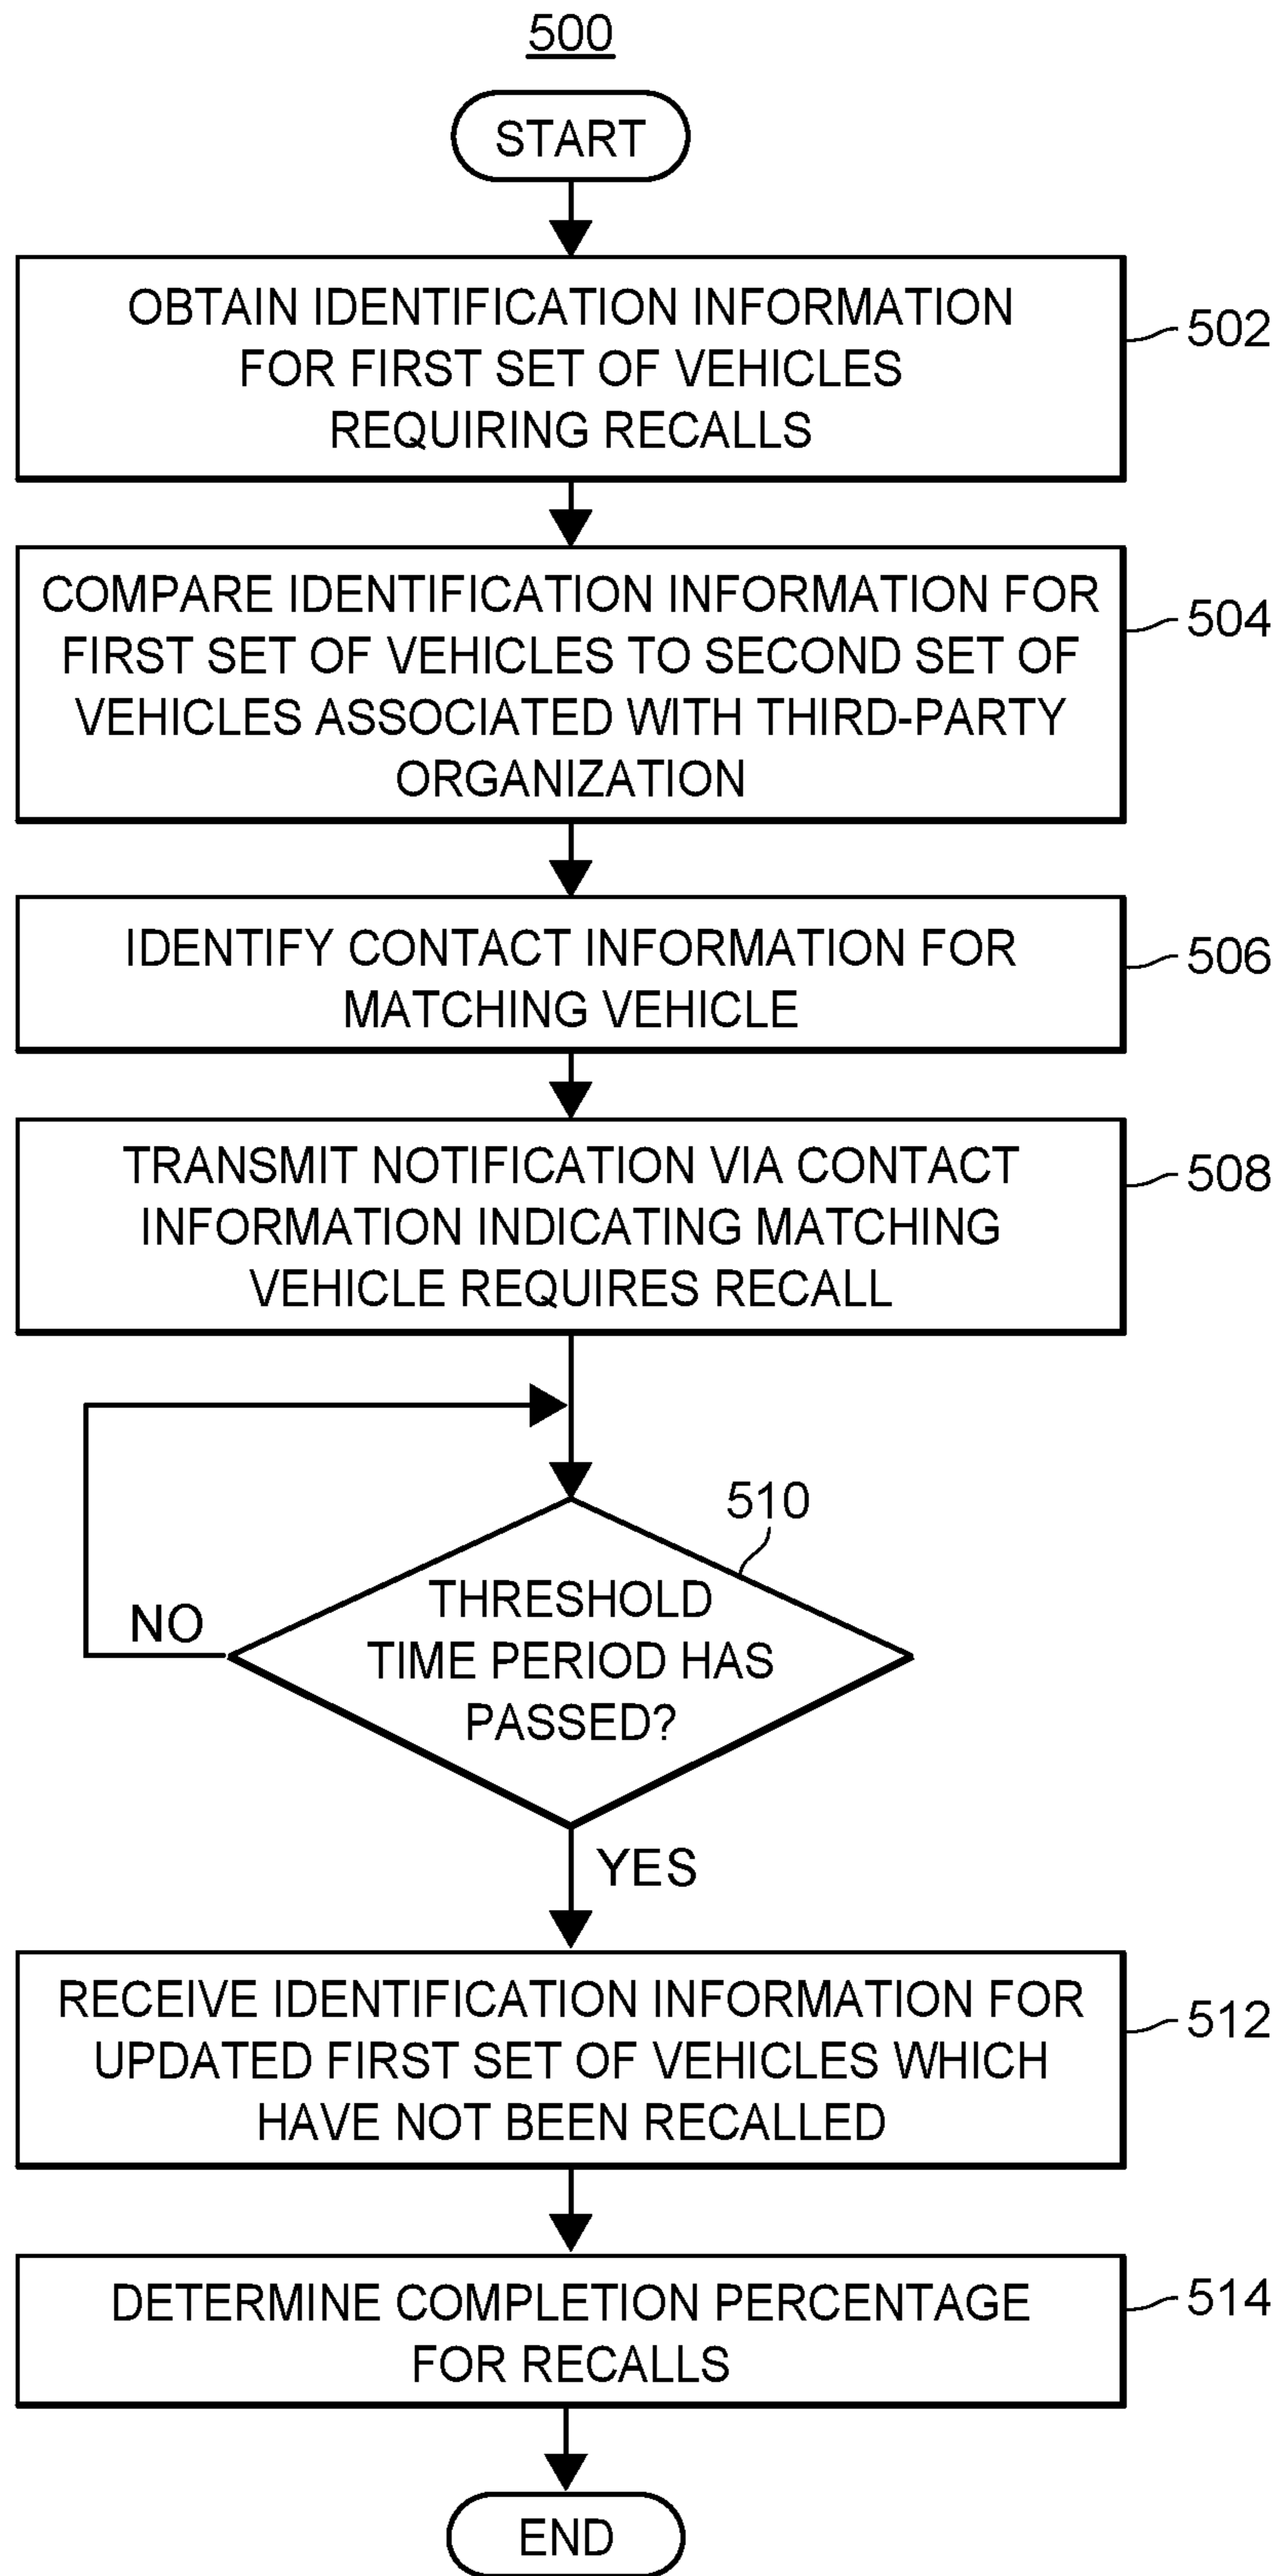 500
START
OBTAIN IDENTIFICATION INFORMATION
FOR FIRST SET OF VEHICLES
REQUIRING RECALLS
502
COMPARE IDENTIFICATION INFORMATION FOR
FIRST SET OF VEHICLES TO SECOND SET OF
VEHICLES ASSOCIATED WITH THIRD-PARTY
ORGANIZATION
504
IDENTIFY CONTACT INFORMATION FOR
MATCHING VEHICLE
506
TRANSMIT NOTIFICATION VIA CONTACT
INFORMATION INDICATING MATCHING
VEHICLE REQUIRES RECALL
508
510
THRESHOLD
TIME PERIOD HAS
PASSED?
NO
YES
RECEIVE IDENTIFICATION INFORMATION FOR
UPDATED FIRST SET OF VEHICLES WHICH
HAVE NOT BEEN RECALLED
512
DETERMINE COMPLETION PERCENTAGE
FOR RECALLS
514
END